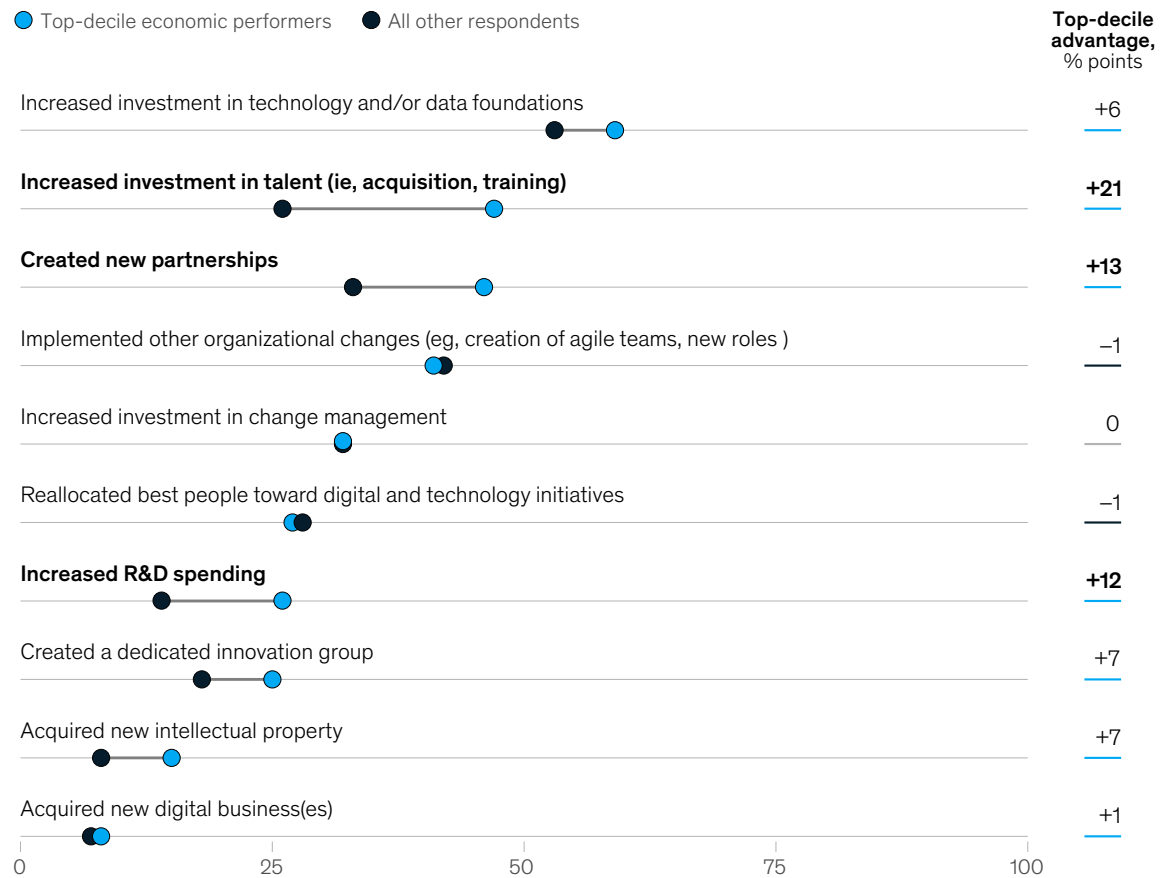 Top-decile economic performers
All other respondents
Top-decile
advantage,
% points
Increased investment in technology and/or data foundations
+6
Increased investment in talent (ie, acquisition, training)
+21
Created new partnerships
+13
Implemented other organizational changes (eg, creation of agile teams, new roles )
–1
Increased investment in change management
0
Reallocated best people toward digital and technology initiatives
–1
Increased R&D spending
+12
Created a dedicated innovation group
+7
Acquired new intellectual property
+7
Acquired new digital business(es)
+1
0 25 50 75 100